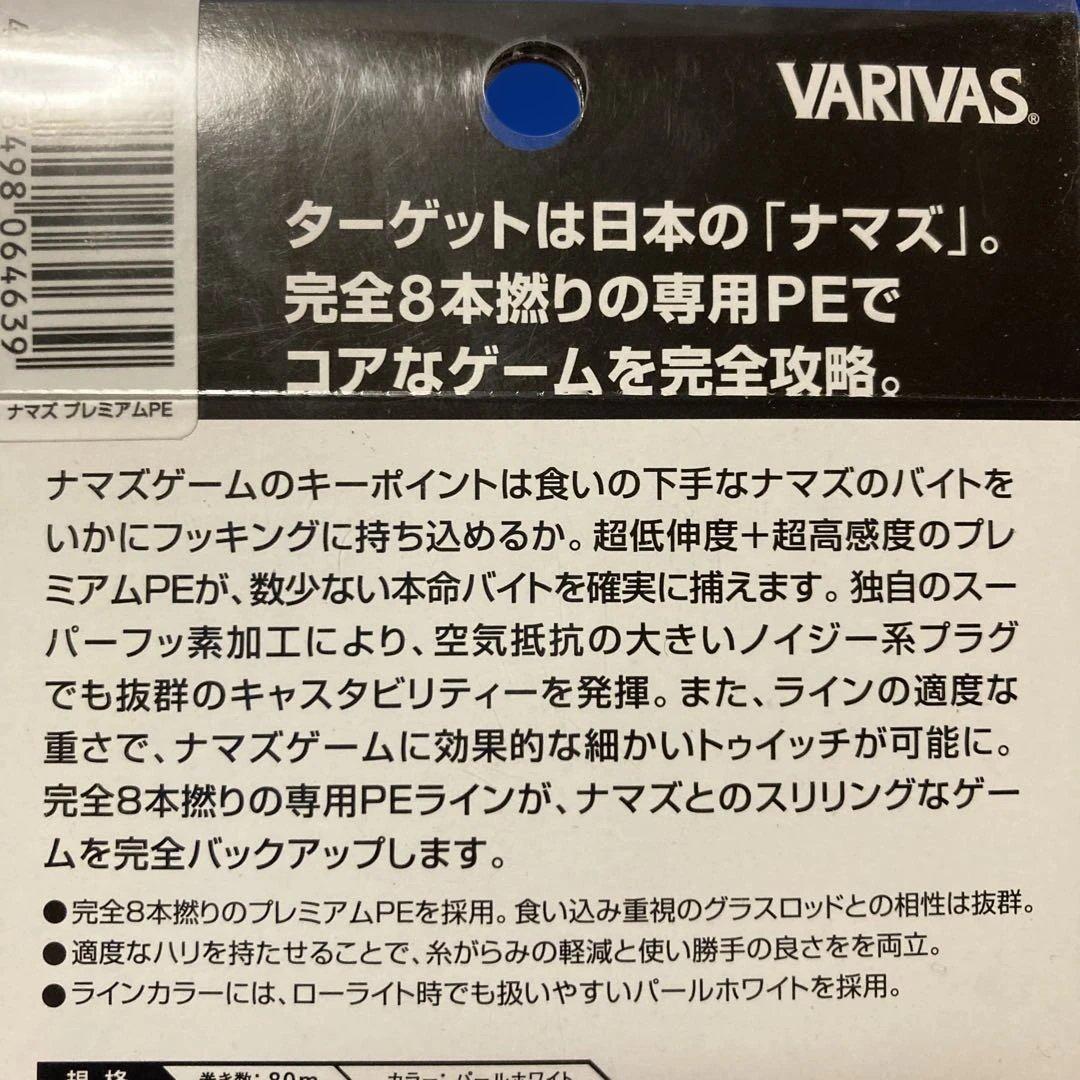 VARIVAS®
ターゲットは日本の「ナマズ」。
完全8本撚りの専用PEで
コアなゲームを完全攻略。
498064639
ナマズ プレミアムPE
ナマズゲームのキーポイントは食いの下手なナマズのバイトを
いかにフッキングに持ち込めるか。超低伸度＋超高感度のプレ
ミアムPEが、数少ない本命バイトを確実に捕えます。独自のスー
パーフッ素加工により、空気抵抗の大きいノイジー系プラグ
でも抜群のキャスタビリティーを発揮。また、ラインの適度な
重さで、ナマズゲームに効果的な細かいトゥイッチが可能に。
完全8本撚りの専用PEラインが、ナマズとのスリリングなゲー
ムを完全バックアップします。
●完全8本撚りのプレミアムPEを採用。食い込み重視のグラスロッドとの相性は抜群。
●適度なハリを持たせることで、糸がらみの軽減と使い勝手の良さをを両立。
●ラインカラーには、ローライト時でも扱いやすいパールホワイトを採用。
規格 巻き数：80m カラー：パールホワイト